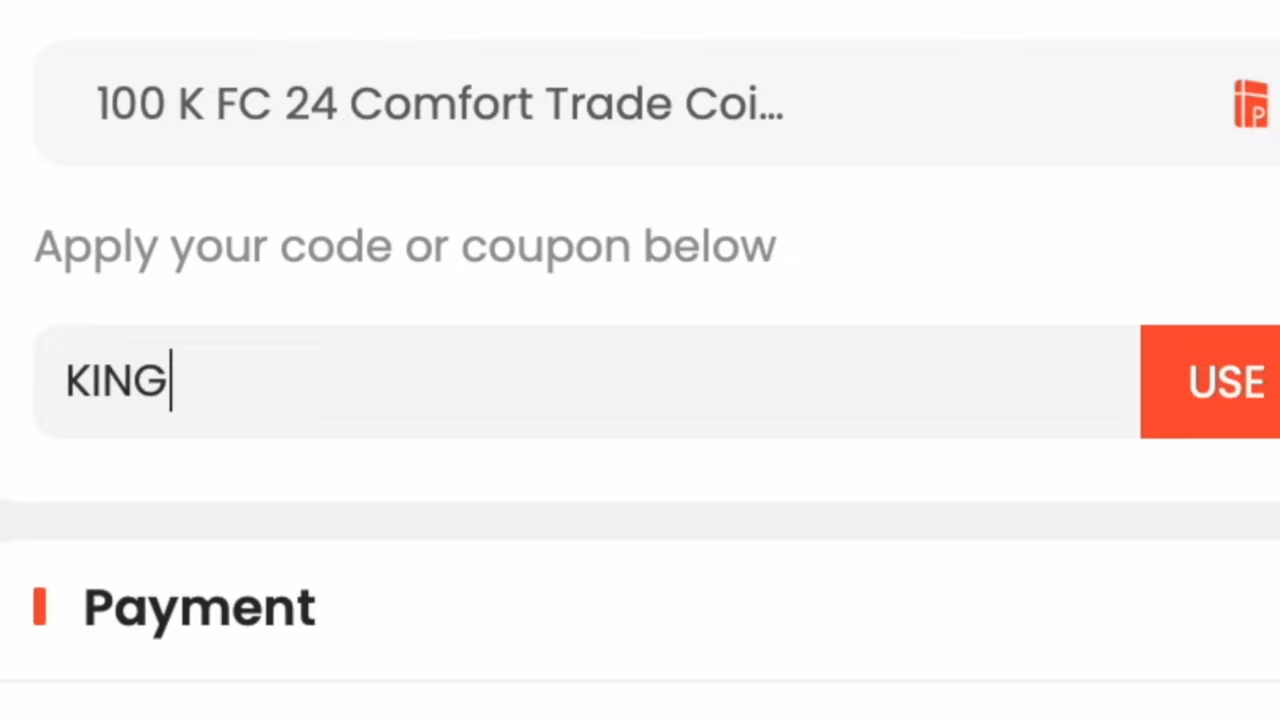 100 K FC 24 Comfort Trade Coi...
P
Apply your code or coupon below
KING
USE
Payment